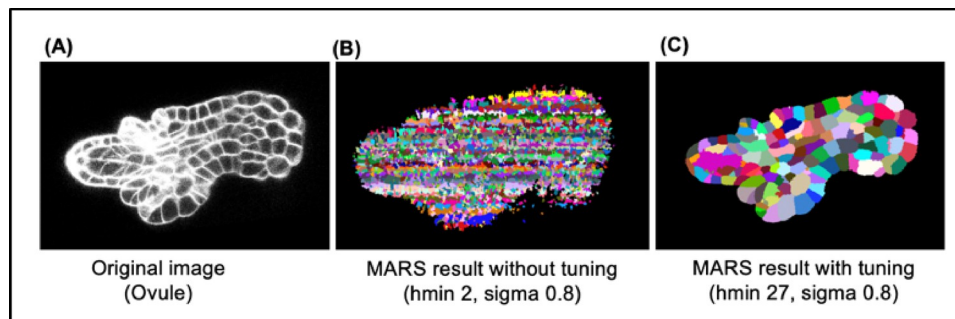 (A)
(B)
(C)
Original image
(Ovule)
MARS result without tuning
(hmin 2, sigma 0.8)
MARS result with tuning
(hmin 27, sigma 0.8)